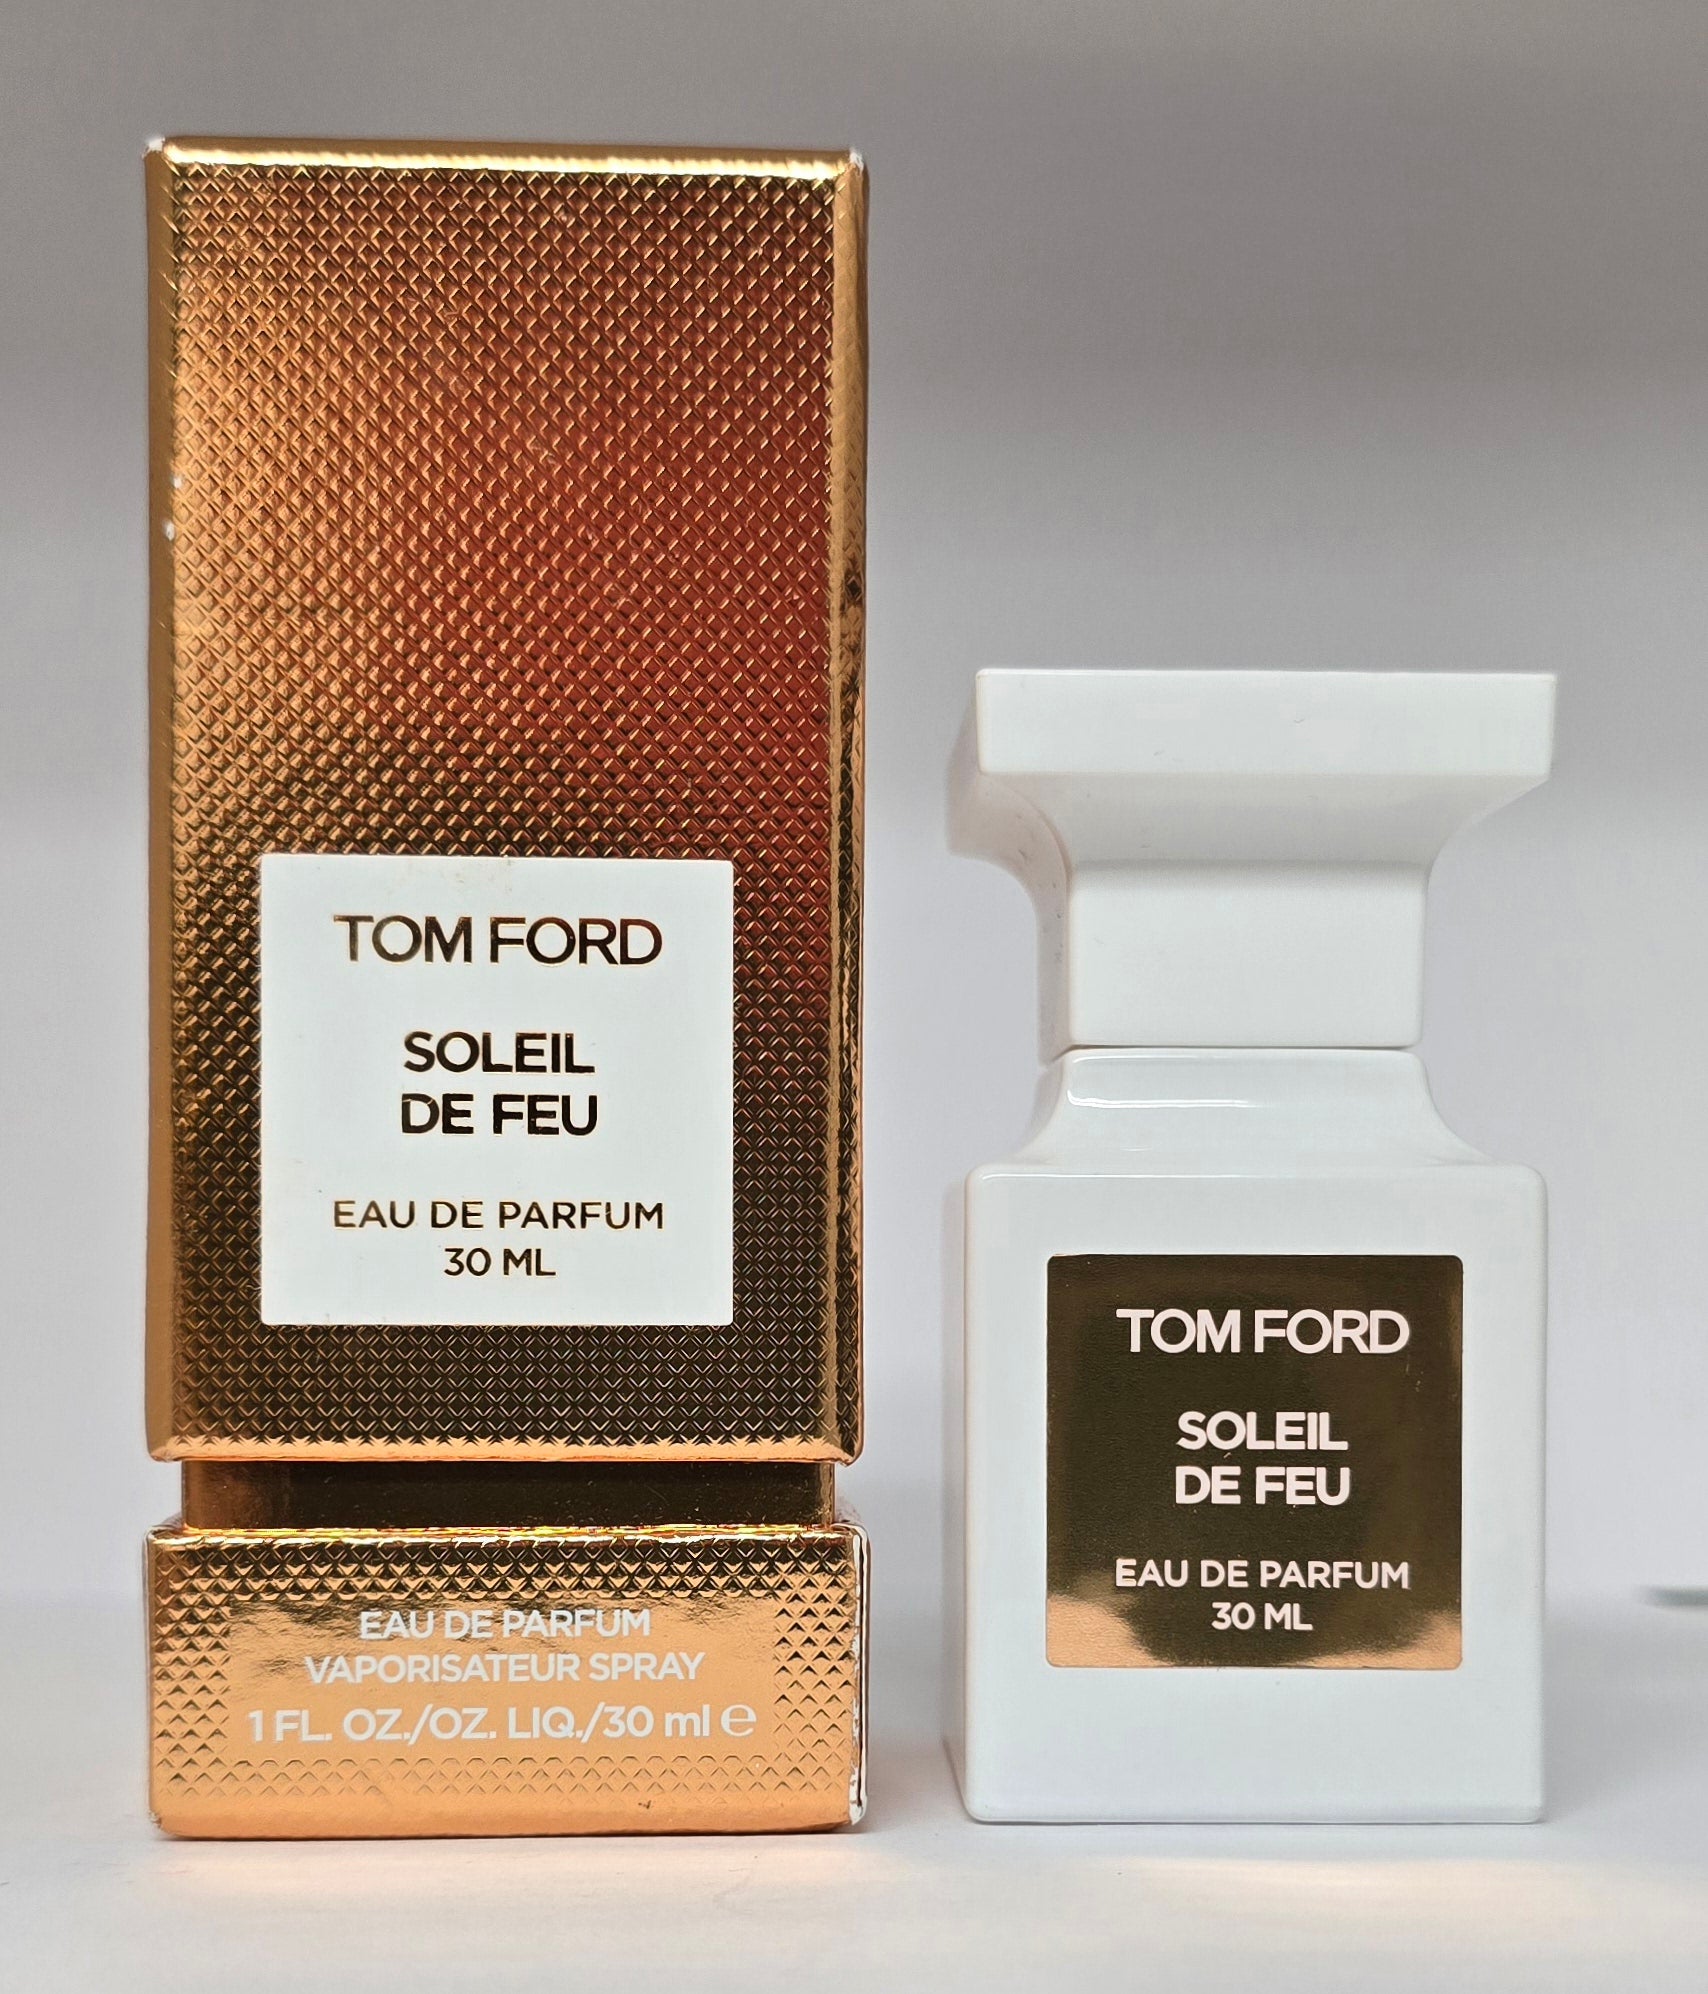 TOM FORD
SOLEIL
DE FEU
EAU DE PARFUM
30 ML
EAU DE PARFUM
VAPORISATEUR SPRAY
1 FL. OZ./OZ. LIQ./30 ml ℮
TOM FORD
SOLEIL
DE FEU
EAU DE PARFUM
30 ML